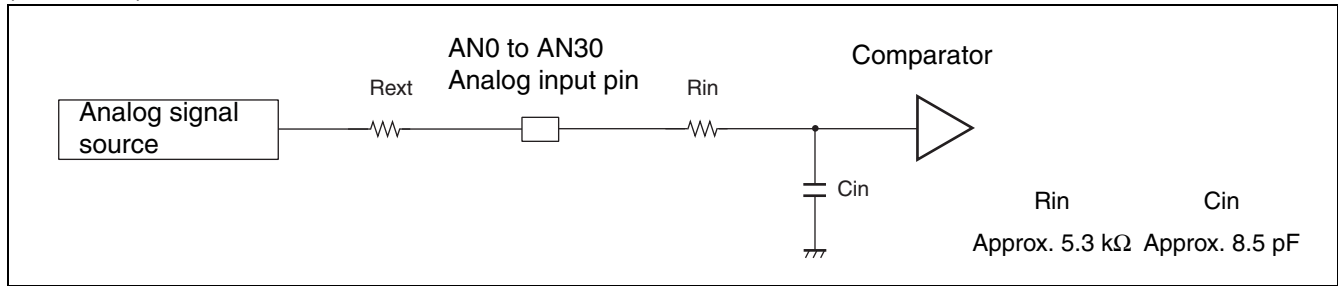 AN0 to AN30
Analog input pin
Comparator
Rext
Rin
Analog signal
source
Cin
Rin Cin
Approx. 5.3 kΩ Approx. 8.5 pF